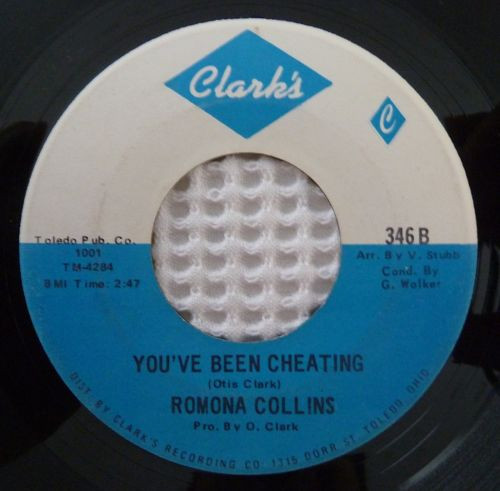 Clark's
C
Toledo Pub. Co.
1001
TM-4284
BMI Time: 2:47
346 B
Arr. By V. Stubb
Cond. By
G. Walker
YOU'VE BEEN CHEATING
(Otis Clark)
ROMONA COLLINS
Pro. By O. Clark
DIST. BY CLARK'S RECORDING CO: 1315 DORR ST. TOLEDO, OHIO